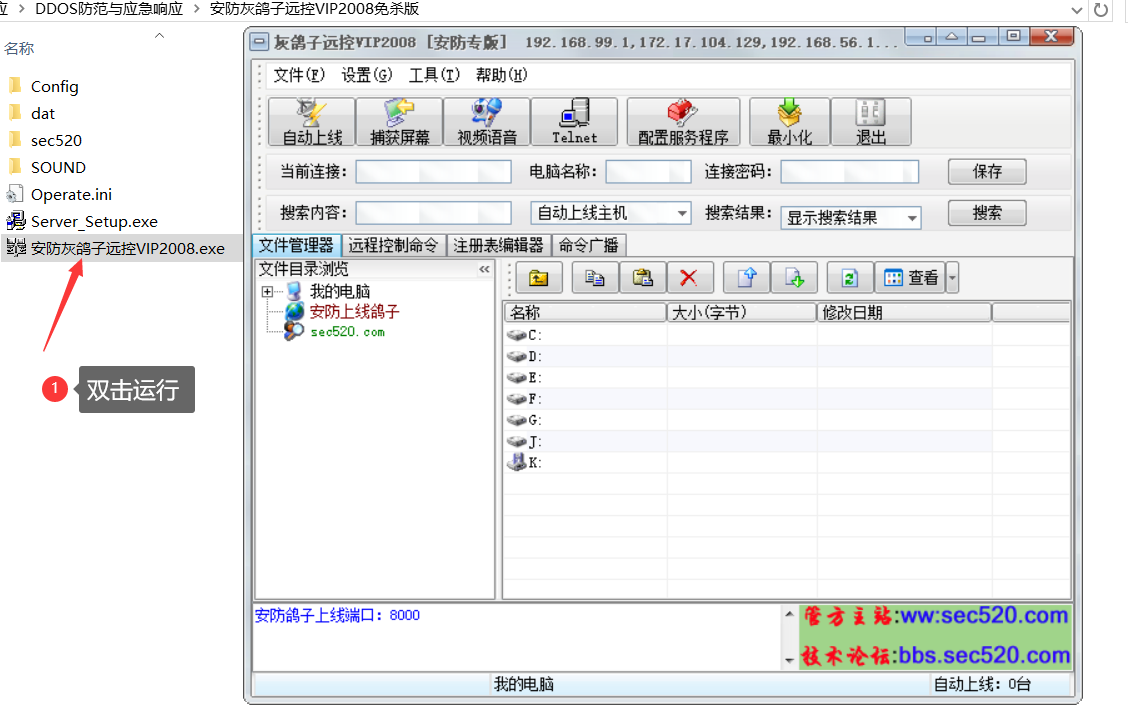 应 > DDOS防范与应急响应 > 安防灰鸽子远控VIP2008免杀版
名称
Config
dat
sec520
SOUND
Operate.ini
Server_Setup.exe
安防灰鸽子远控VIP2008.exe
1 双击运行
灰鸽子远控VIP2008 [安防专版] 192.168.99.1,172.17.104.129,192.168.56.1...
文件(F) 设置(G) 工具(T) 帮助(H)
自动上线 捕获屏幕 视频语音 Telnet 配置服务程序 最小化 退出
当前连接: 电脑名称: 连接密码: 保存
搜索内容: 自动上线主机 搜索结果: 显示搜索结果 搜索
文件管理器 远程控制命令 注册表编辑器 命令广播
文件目录浏览 «
我的电脑
安防上线鸽子
sec520.com
查看
名称 大小(字节) 修改日期
C:
D:
E:
F:
G:
J:
K:
安防鸽子上线端口: 8000
管方主站:ww.sec520.com
技术论坛:bbs.sec520.com
我的电脑 自动上线: 0台